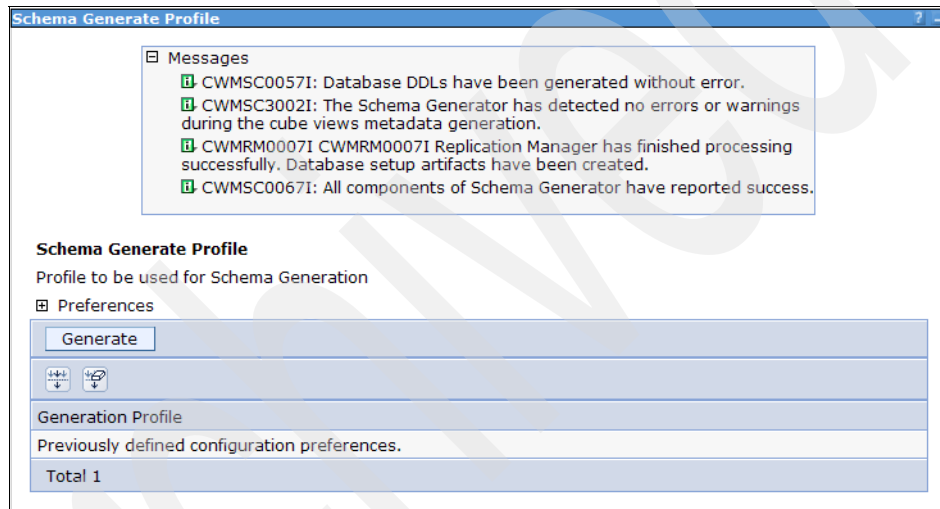 Schema Generate Profile ? –
Messages
CWMSC0057I: Database DDLs have been generated without error.
CWMSC3002I: The Schema Generator has detected no errors or warnings
during the cube views metadata generation.
CWMRM0007I CWMRM0007I Replication Manager has finished processing
successfully. Database setup artifacts have been created.
CWMSC0067I: All components of Schema Generator have reported success.
Schema Generate Profile
Profile to be used for Schema Generation
Preferences
Generate
Generation Profile
Previously defined configuration preferences.
Total 1